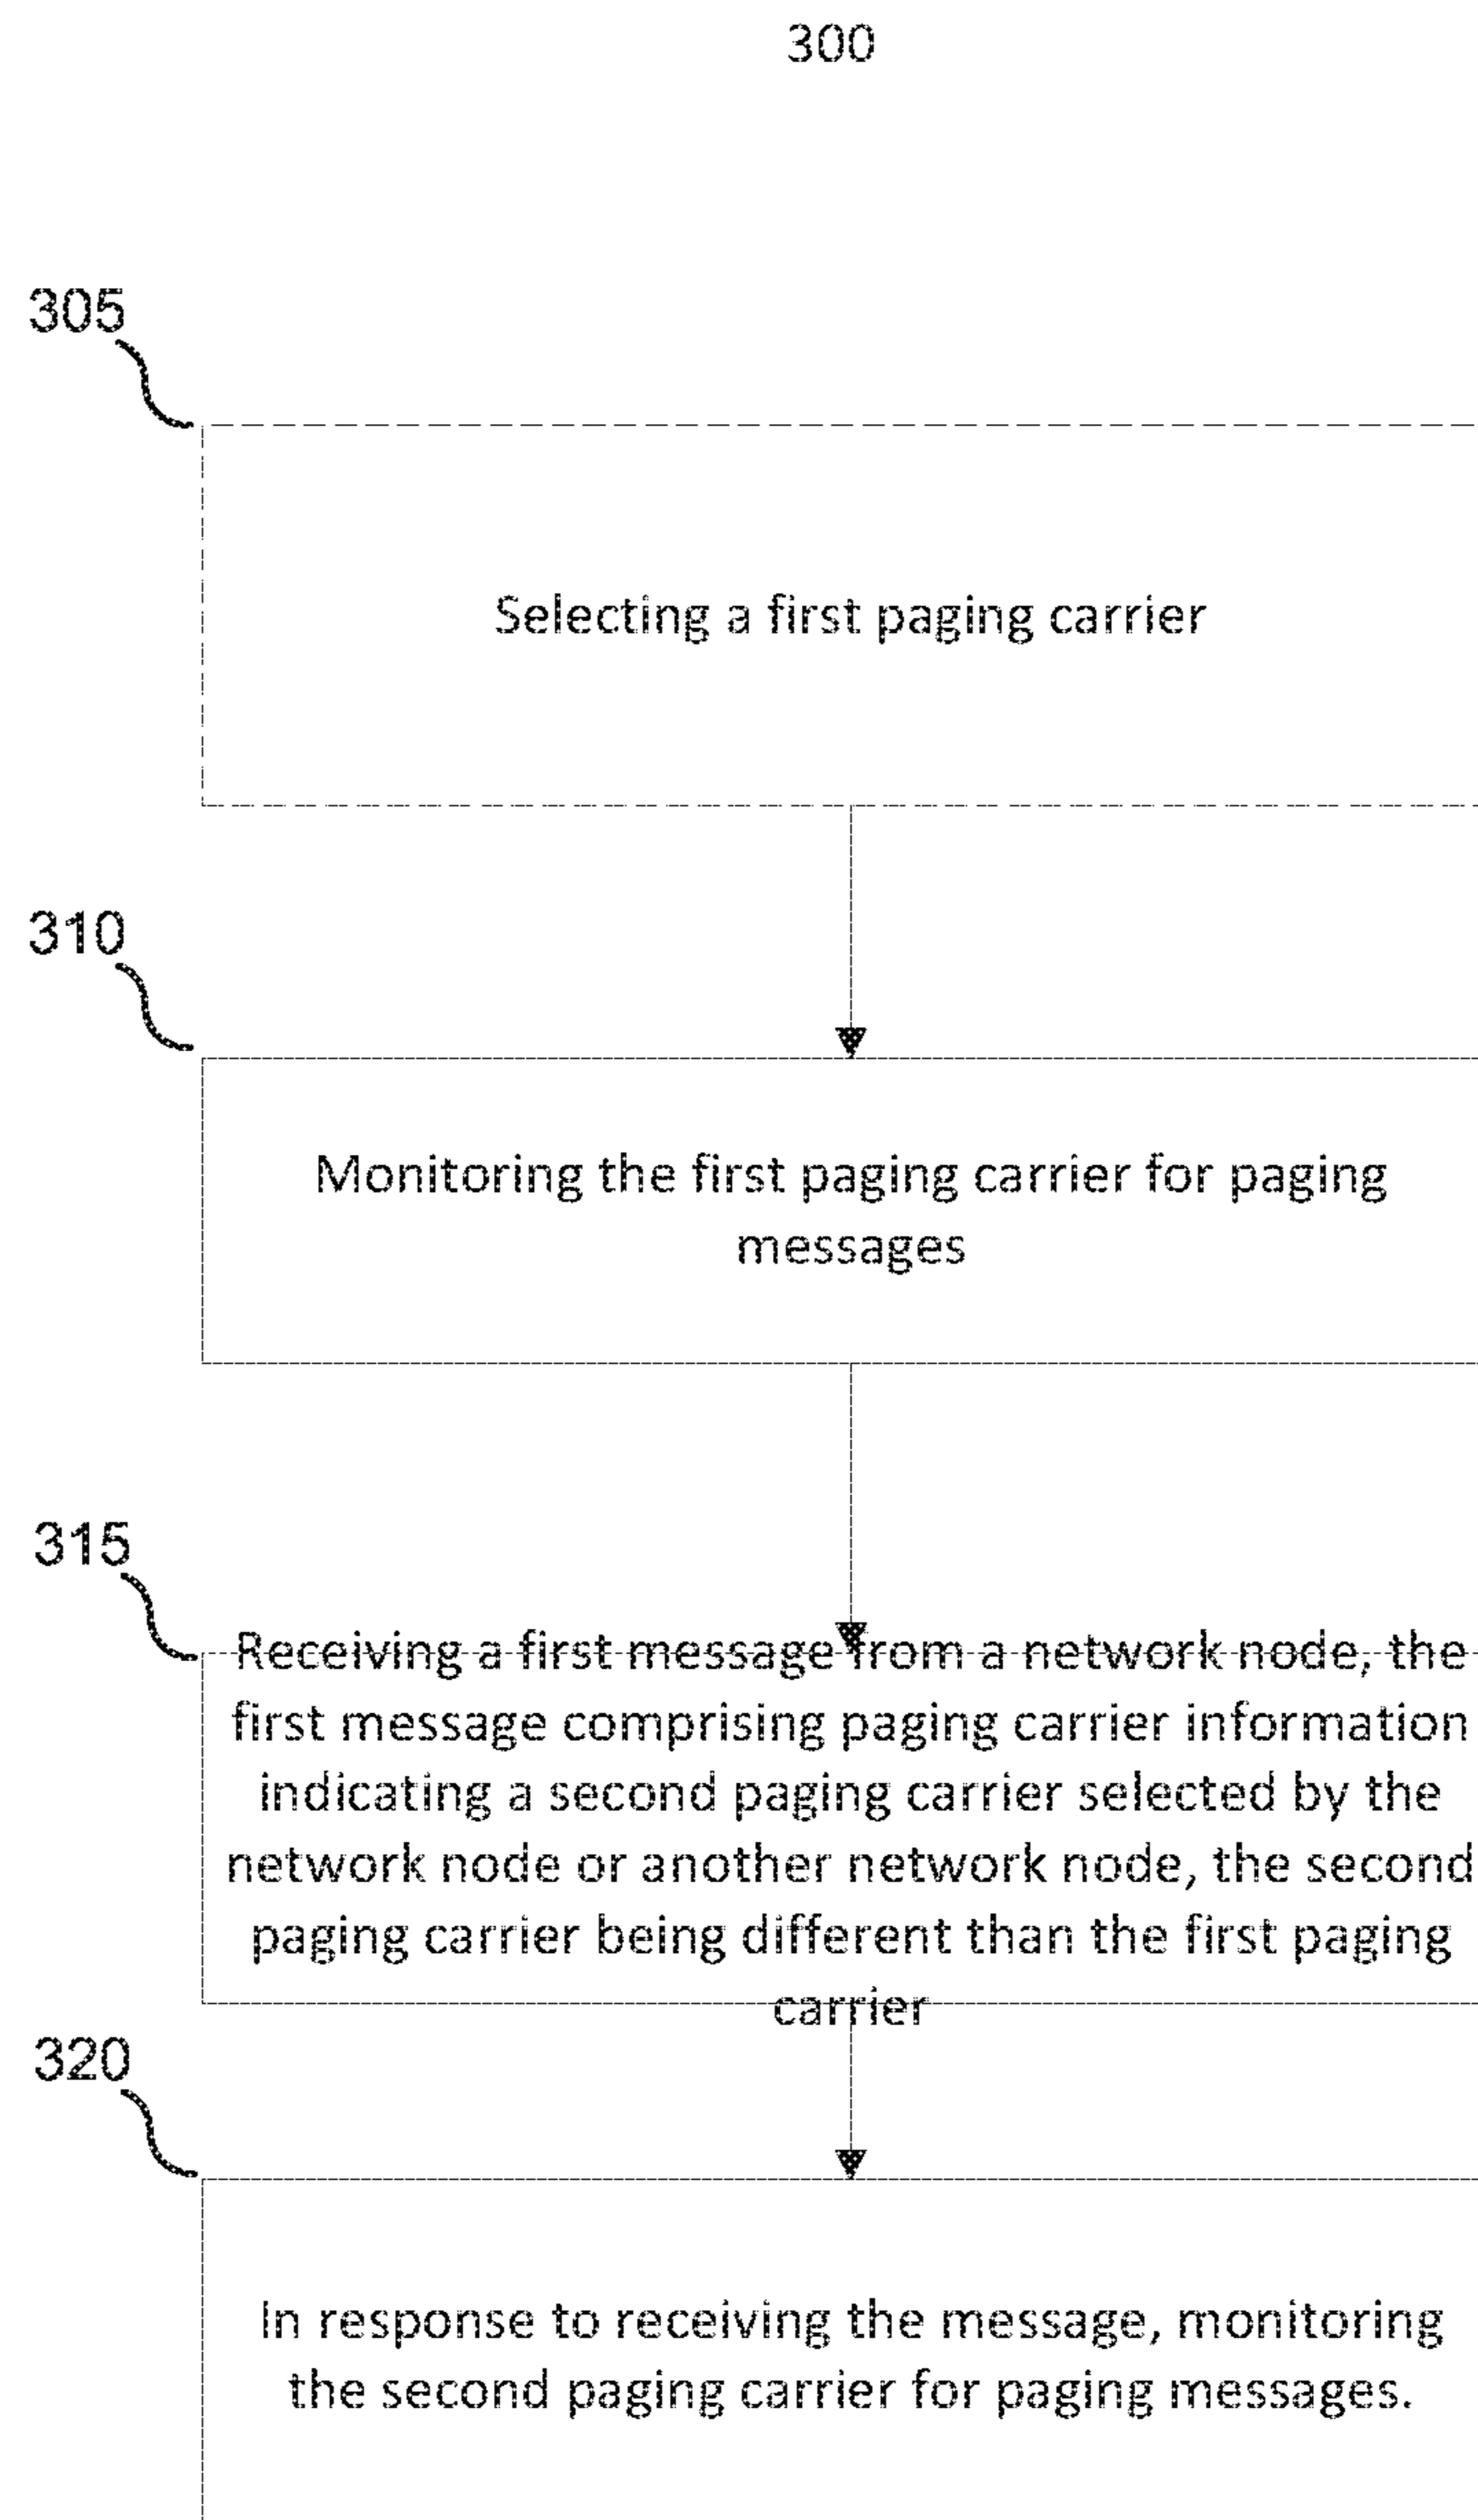 300
305
Selecting a first paging carrier
310
Monitoring the first paging carrier for paging
messages
315
Receiving a first message from a network node, the
first message comprising paging carrier information
indicating a second paging carrier selected by the
network node or another network node, the second
paging carrier being different than the first paging
carrier
320
In response to receiving the message, monitoring
the second paging carrier for paging messages.